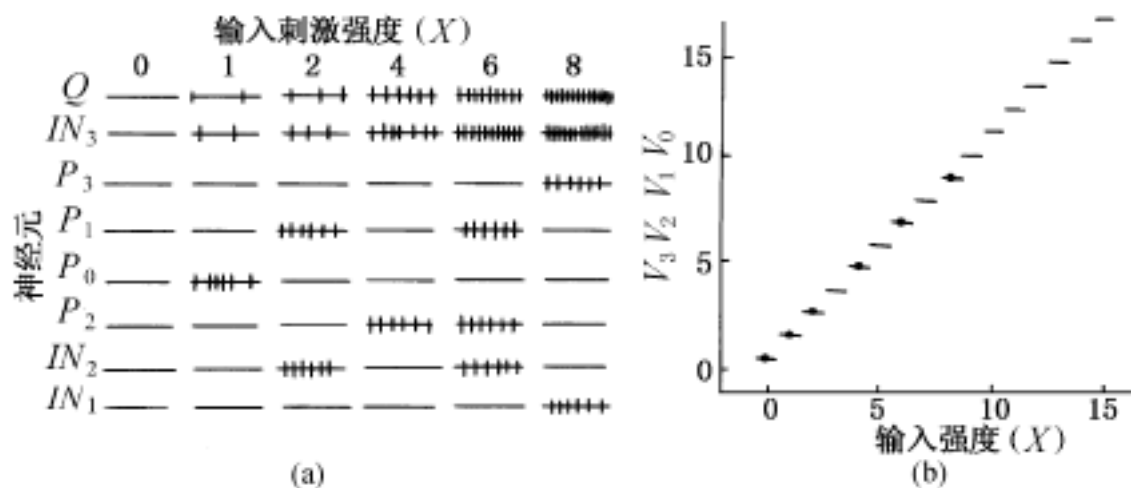 输入刺激强度 (X)
0 1 2 4 6 8
Q
IN₃
P₃
P₁
P₀
P₂
IN₂
IN₁
神经元
(a)
V₃ V₂ V₁ V₀
15
10
5
0
0 5 10 15
输入强度 (X)
(b)